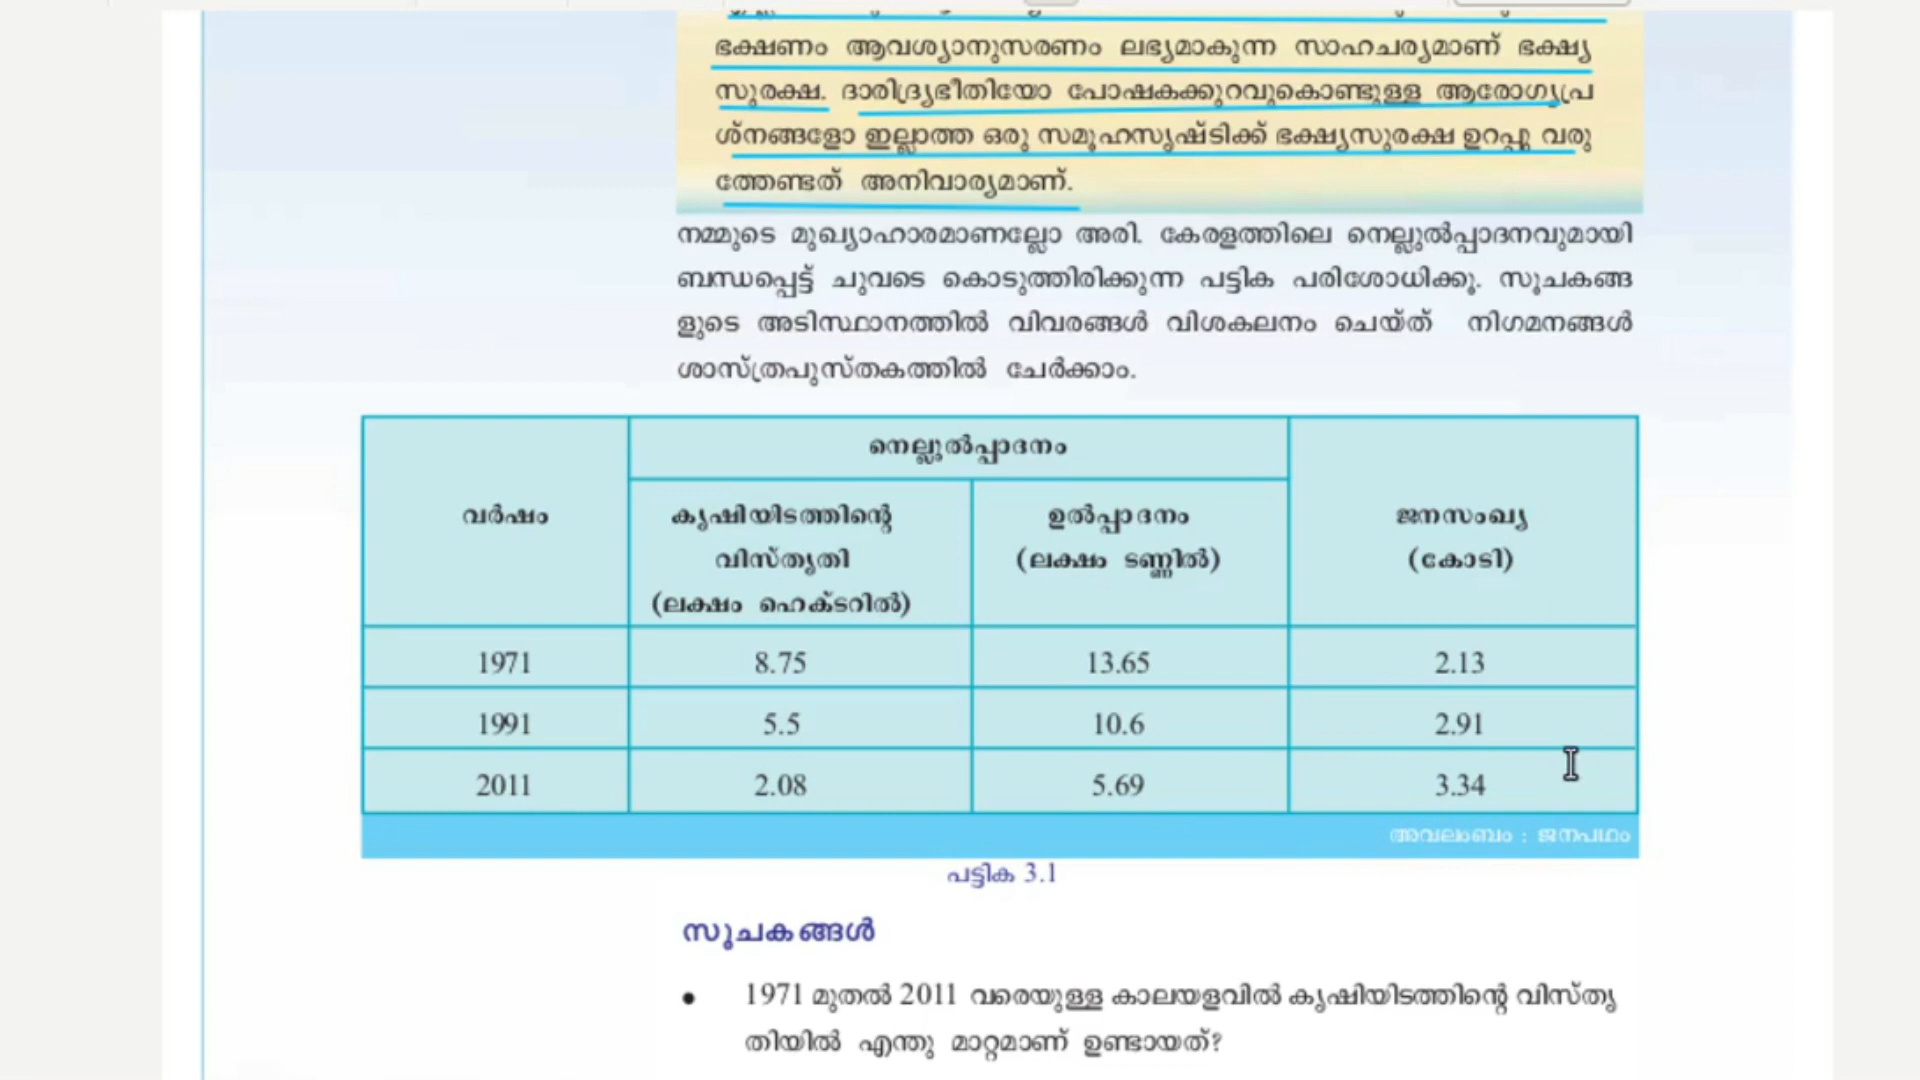 ഭക്ഷണം ആവശ്യാനുസരണം ലഭ്യമാകുന്ന സാഹചര്യമാണ് ഭക്ഷ്യ
സുരക്ഷ. ദാരിദ്ര്യഭീതിയോ പോഷകക്കുറവുകൊണ്ടുള്ള ആരോഗ്യപ്ര
ശ്നങ്ങളോ ഇല്ലാത്ത ഒരു സമൂഹസൃഷ്ടിക്ക് ഭക്ഷ്യസുരക്ഷ ഉറപ്പു വരു
ത്തേണ്ടത് അനിവാര്യമാണ്.
നമ്മുടെ മുഖ്യാഹാരമാണല്ലോ അരി. കേരളത്തിലെ നെല്ലുൽപ്പാദനവുമായി
ബന്ധപ്പെട്ട് ചുവടെ കൊടുത്തിരിക്കുന്ന പട്ടിക പരിശോധിക്കൂ. സൂചകങ്ങ
ളുടെ അടിസ്ഥാനത്തിൽ വിവരങ്ങൾ വിശകലനം ചെയ്ത് നിഗമനങ്ങൾ
ശാസ്ത്രപുസ്തകത്തിൽ ചേർക്കാം.
നെല്ലുൽപ്പാദനം
വർഷം
കൃഷിയിടത്തിന്റെ
വിസ്തൃതി
(ലക്ഷം ഹെക്ടറിൽ)
ഉൽപ്പാദനം
(ലക്ഷം ടണ്ണിൽ)
ജനസംഖ്യ
(കോടി)
1971 8.75 13.65 2.13
1991 5.5 10.6 2.91
2011 2.08 5.69 3.34
അവലംബം : ജനപഥം
പട്ടിക 3.1
സൂചകങ്ങൾ
• 1971 മുതൽ 2011 വരെയുള്ള കാലയളവിൽ കൃഷിയിടത്തിന്റെ വിസ്തൃ
തിയിൽ എന്തു മാറ്റമാണ് ഉണ്ടായത്?